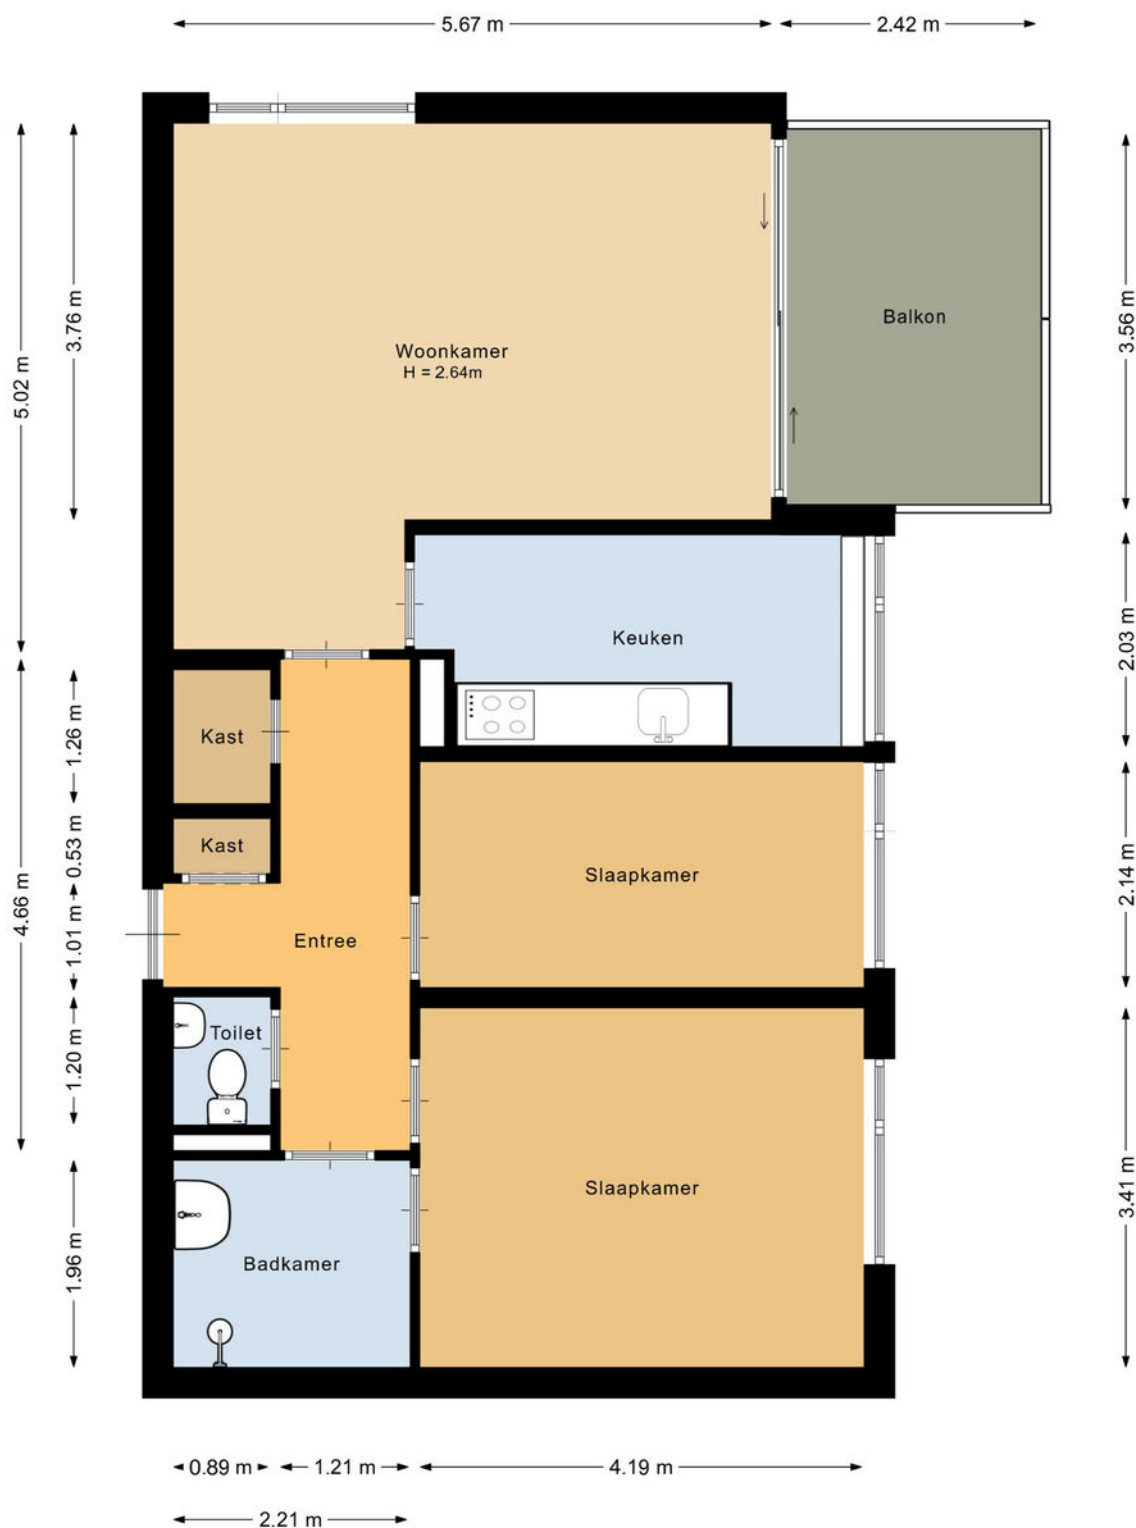 5.67 m
2.42 m
5.02 m
3.76 m
3.56 m
Balkon
Woonkamer
H = 2.64m
Keuken
2.03 m
Kast
1.26 m
Kast
0.53 m
Slaapkamer
2.14 m
4.66 m
1.01 m
Entree
Toilet
1.20 m
Slaapkamer
3.41 m
Badkamer
1.96 m
0.89 m
1.21 m
4.19 m
2.21 m